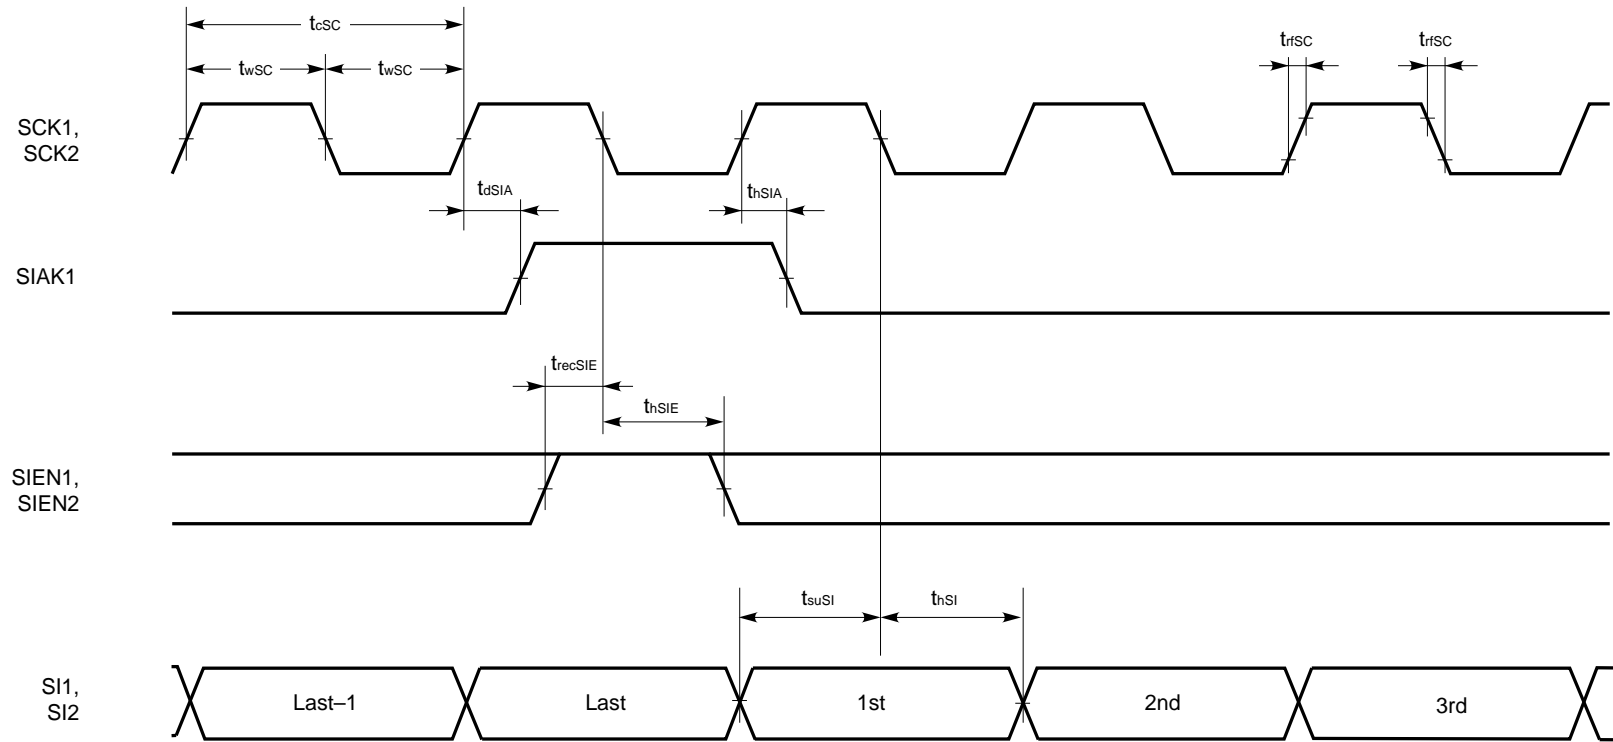 tcSC
twSC
twSC
trfSC
trfSC
SCK1,
SCK2
tdSIA
thSIA
SIAK1
trecSIE
thSIE
SIEN1,
SIEN2
tsuSI
thSI
SI1,
SI2
Last–1
Last
1st
2nd
3rd